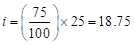 i = (75/100) × 25 = 18.75